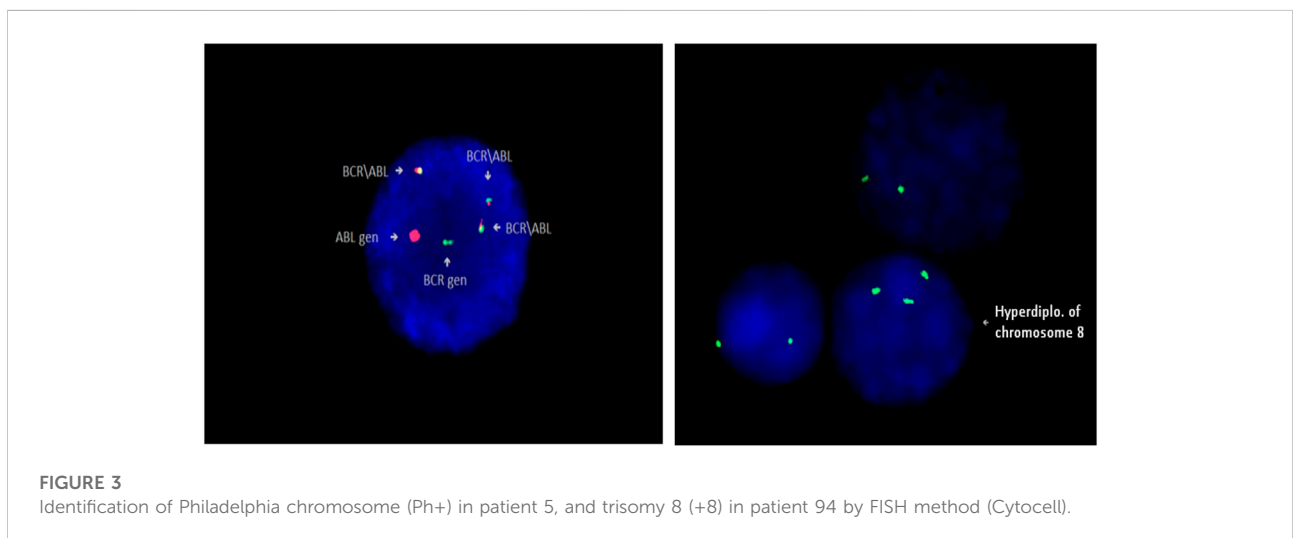 BCR\ABL
BCR\ABL
BCR\ABL
ABL gen
BCR gen
Hyperdiplo. of
chromosome 8
FIGURE 3
Identification of Philadelphia chromosome (Ph+) in patient 5, and trisomy 8 (+8) in patient 94 by FISH method (Cytocell).